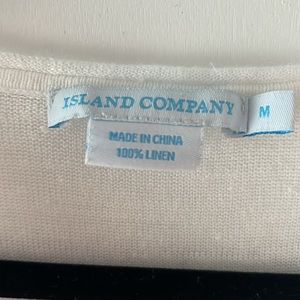 ISLAND COMPANY
M
MADE IN CHINA
100% LINEN